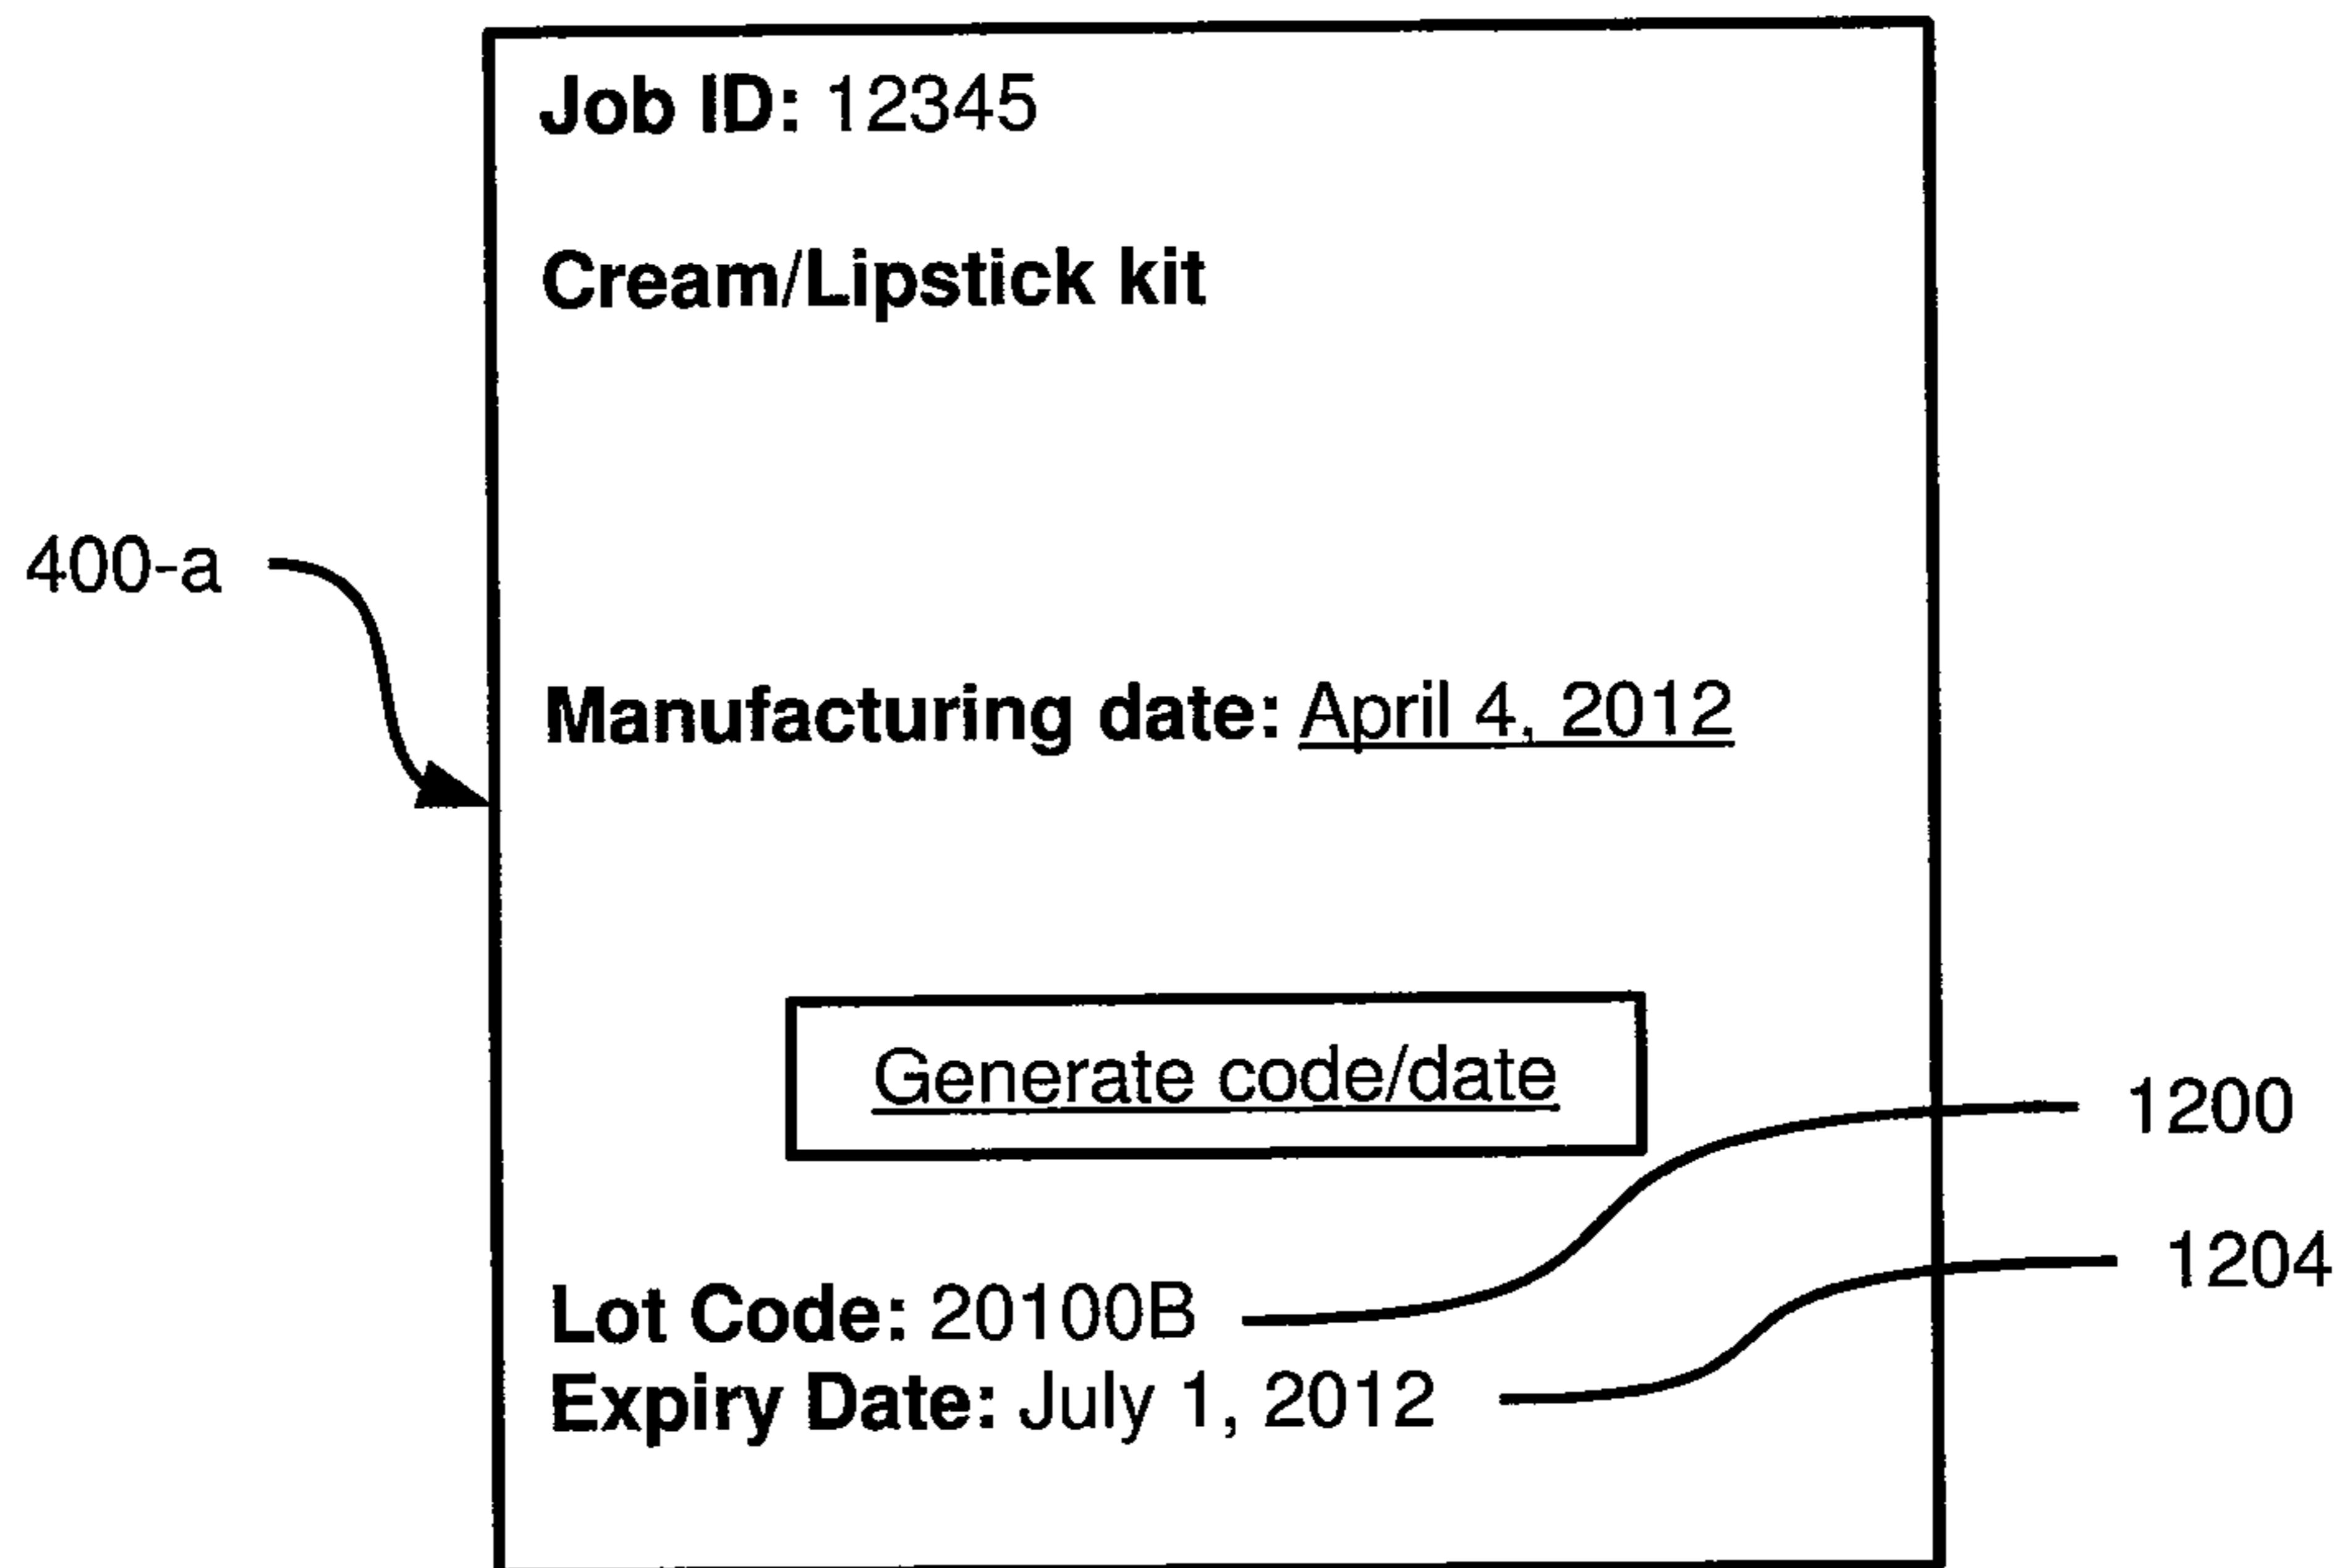 Job ID: 12345
Cream/Lipstick kit
400-a
Manufacturing date: April 4, 2012
Generate code/date
1200
1204
Lot Code: 20100B
Expiry Date: July 1, 2012